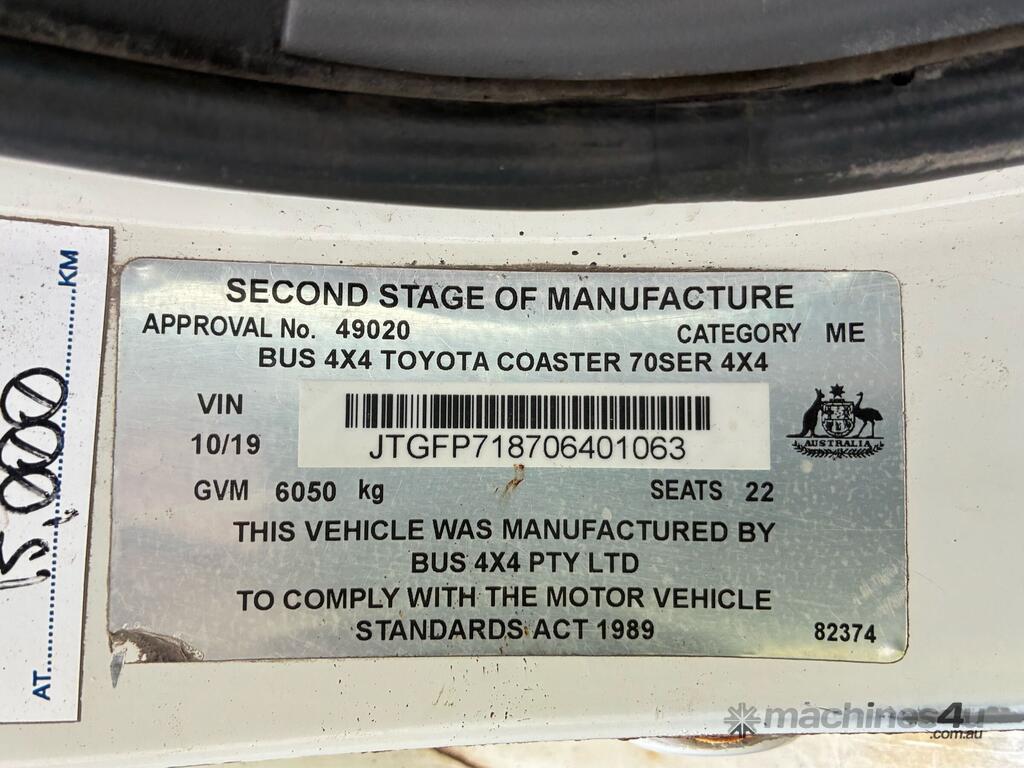 SECOND STAGE OF MANUFACTURE
APPROVAL No. 49020 CATEGORY ME
BUS 4X4 TOYOTA COASTER 70SER 4X4
VIN
10/19 JTGFP718706401063
AUSTRALIA
GVM 6050 kg SEATS 22
THIS VEHICLE WAS MANUFACTURED BY
BUS 4X4 PTY LTD
TO COMPLY WITH THE MOTOR VEHICLE
STANDARDS ACT 1989 82374
AT KM
machines4u
.com.au